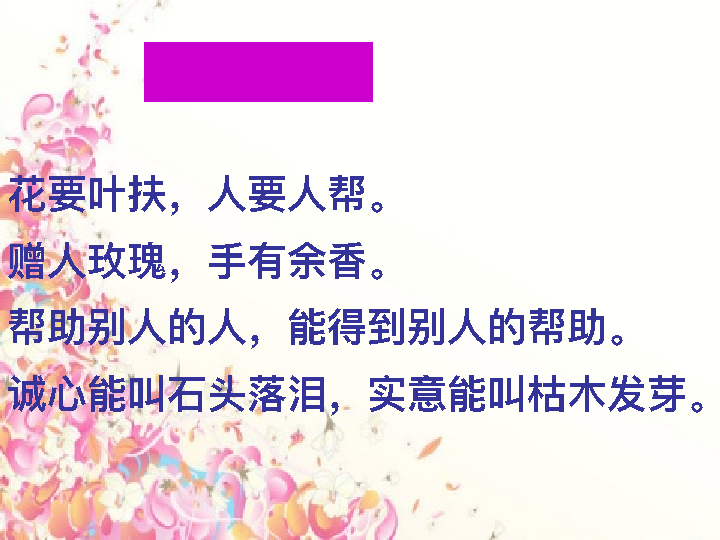 花要叶扶，人要人帮。
赠人玫瑰，手有余香。
帮助别人的人，能得到别人的帮助。
诚心能叫石头落泪，实意能叫枯木发芽。